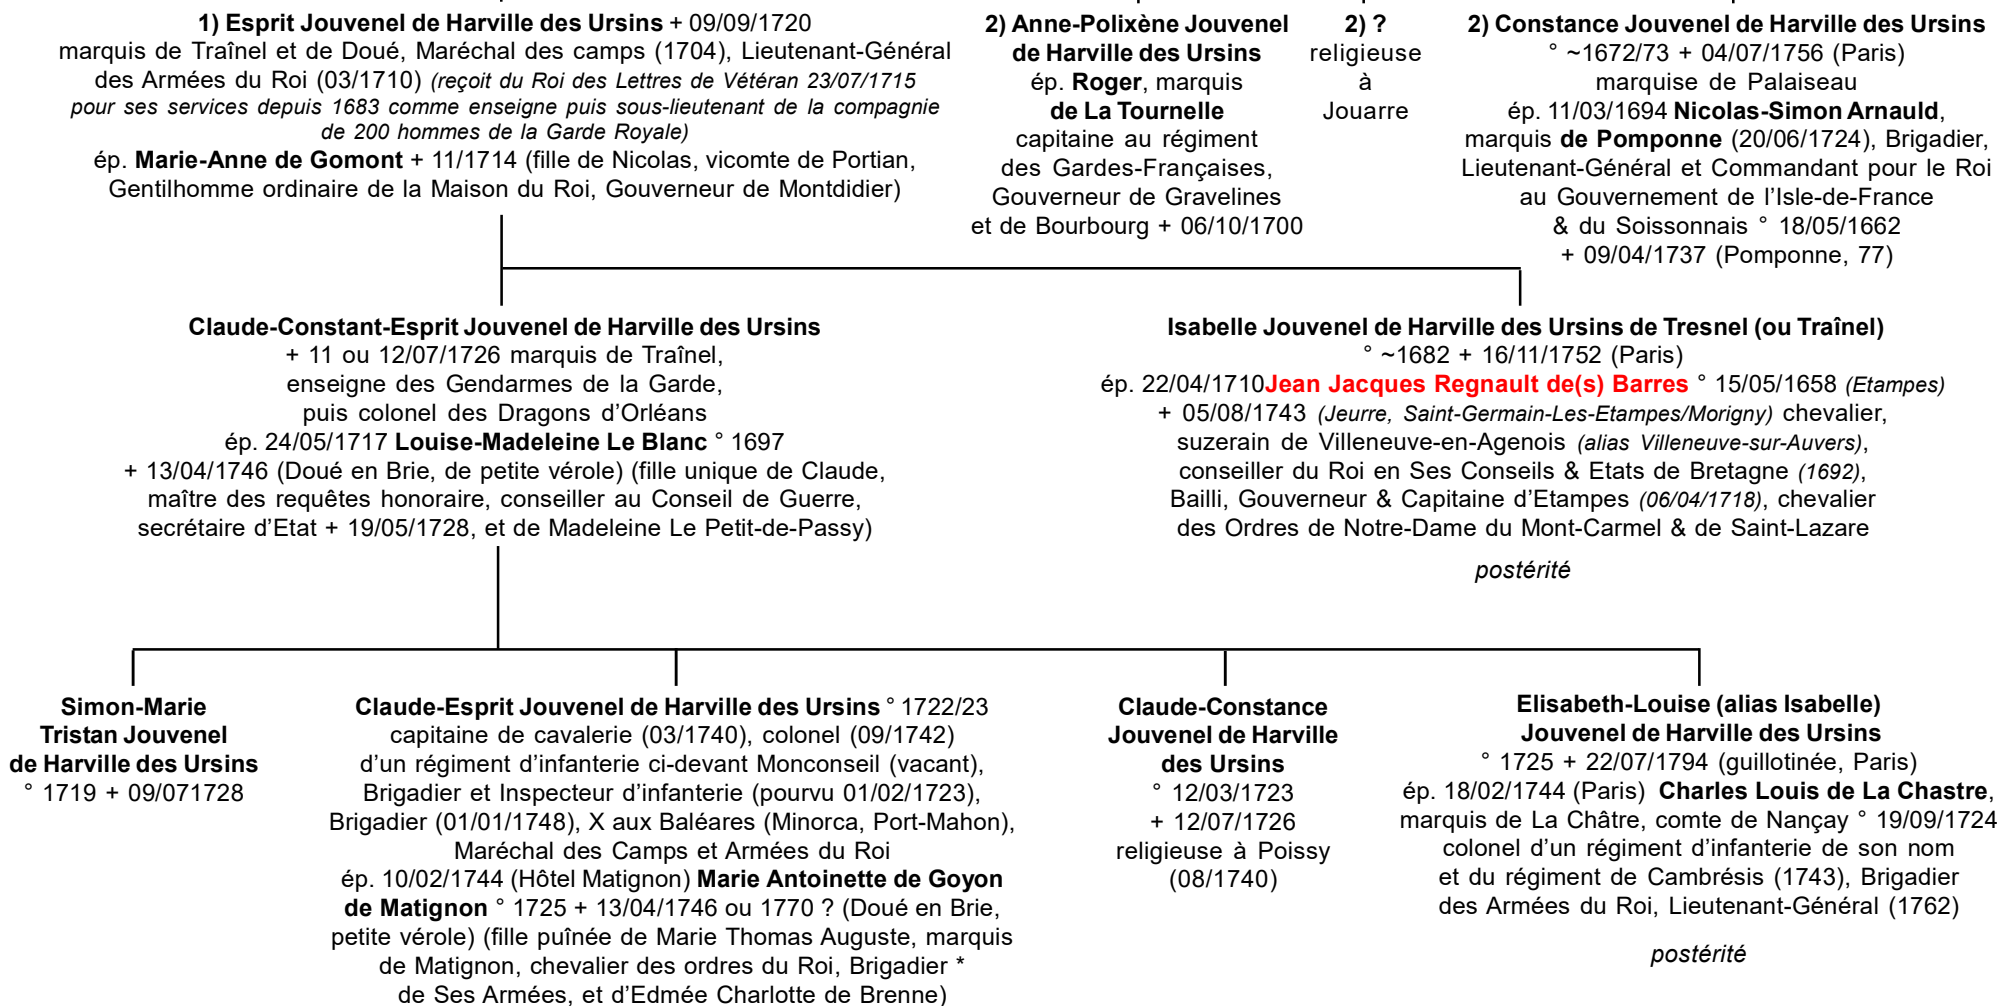 1) Esprit Jouvenel de Harville des Ursins + 09/09/1720
marquis de Traînel et de Doué, Maréchal des camps (1704), Lieutenant-Général
des Armées du Roi (03/1710) (reçoit du Roi des Lettres de Vétéran 23/07/1715
pour ses services depuis 1683 comme enseigne puis sous-lieutenant de la compagnie
de 200 hommes de la Garde Royale)
ép. Marie-Anne de Gomont + 11/1714 (fille de Nicolas, vicomte de Portian,
Gentilhomme ordinaire de la Maison du Roi, Gouverneur de Montdidier)
2) Anne-Polixène Jouvenel
de Harville des Ursins
ép. Roger, marquis
de La Tournelle
capitaine au régiment
des Gardes-Françaises,
Gouverneur de Gravelines
et de Bourbourg + 06/10/1700
2) ?
religieuse
à
Jouarre
2) Constance Jouvenel de Harville des Ursins
° ~1672/73 + 04/07/1756 (Paris)
marquise de Palaiseau
ép. 11/03/1694 Nicolas-Simon Arnauld,
marquis de Pomponne (20/06/1724), Brigadier,
Lieutenant-Général et Commandant pour le Roi
au Gouvernement de l'Isle-de-France
& du Soissonnais ° 18/05/1662
+ 09/04/1737 (Pomponne, 77)
Claude-Constant-Esprit Jouvenel de Harville des Ursins
+ 11 ou 12/07/1726 marquis de Traînel,
enseigne des Gendarmes de la Garde,
puis colonel des Dragons d'Orléans
ép. 24/05/1717 Louise-Madeleine Le Blanc ° 1697
+ 13/04/1746 (Doué en Brie, de petite vérole) (fille unique de Claude,
maître des requêtes honoraire, conseiller au Conseil de Guerre,
secrétaire d'Etat + 19/05/1728, et de Madeleine Le Petit-de-Passy)
Isabelle Jouvenel de Harville des Ursins de Tresnel (ou Traînel)
° ~1682 + 16/11/1752 (Paris)
ép. 22/04/1710Jean Jacques Regnault de(s) Barres ° 15/05/1658 (Etampes)
+ 05/08/1743 (Jeurre, Saint-Germain-Les-Etampes/Morigny) chevalier,
suzerain de Villeneuve-en-Agenois (alias Villeneuve-sur-Auvers),
conseiller du Roi en Ses Conseils & Etats de Bretagne (1692),
Bailli, Gouverneur & Capitaine d'Etampes (06/04/1718), chevalier
des Ordres de Notre-Dame du Mont-Carmel & de Saint-Lazare
postérité
Simon-Marie
Tristan Jouvenel
de Harville des Ursins
° 1719 + 09/071728
Claude-Esprit Jouvenel de Harville des Ursins ° 1722/23
capitaine de cavalerie (03/1740), colonel (09/1742)
d'un régiment d'infanterie ci-devant Monconseil (vacant),
Brigadier et Inspecteur d'infanterie (pourvu 01/02/1723),
Brigadier (01/01/1748), X aux Baléares (Minorca, Port-Mahon),
Maréchal des Camps et Armées du Roi
ép. 10/02/1744 (Hôtel Matignon) Marie Antoinette de Goyon
de Matignon ° 1725 + 13/04/1746 ou 1770 ? (Doué en Brie,
petite vérole) (fille puînée de Marie Thomas Auguste, marquis
de Matignon, chevalier des ordres du Roi, Brigadier *
de Ses Armées, et d'Edmée Charlotte de Brenne)
Claude-Constance
Jouvenel de Harville
des Ursins
° 12/03/1723
+ 12/07/1726
religieuse à Poissy
(08/1740)
Elisabeth-Louise (alias Isabelle)
Jouvenel de Harville des Ursins
° 1725 + 22/07/1794 (guillotinée, Paris)
ép. 18/02/1744 (Paris) Charles Louis de La Chastre,
marquis de La Châtre, comte de Nançay ° 19/09/1724
colonel d'un régiment d'infanterie de son nom
et du régiment de Cambrésis (1743), Brigadier
des Armées du Roi, Lieutenant-Général (1762)
postérité